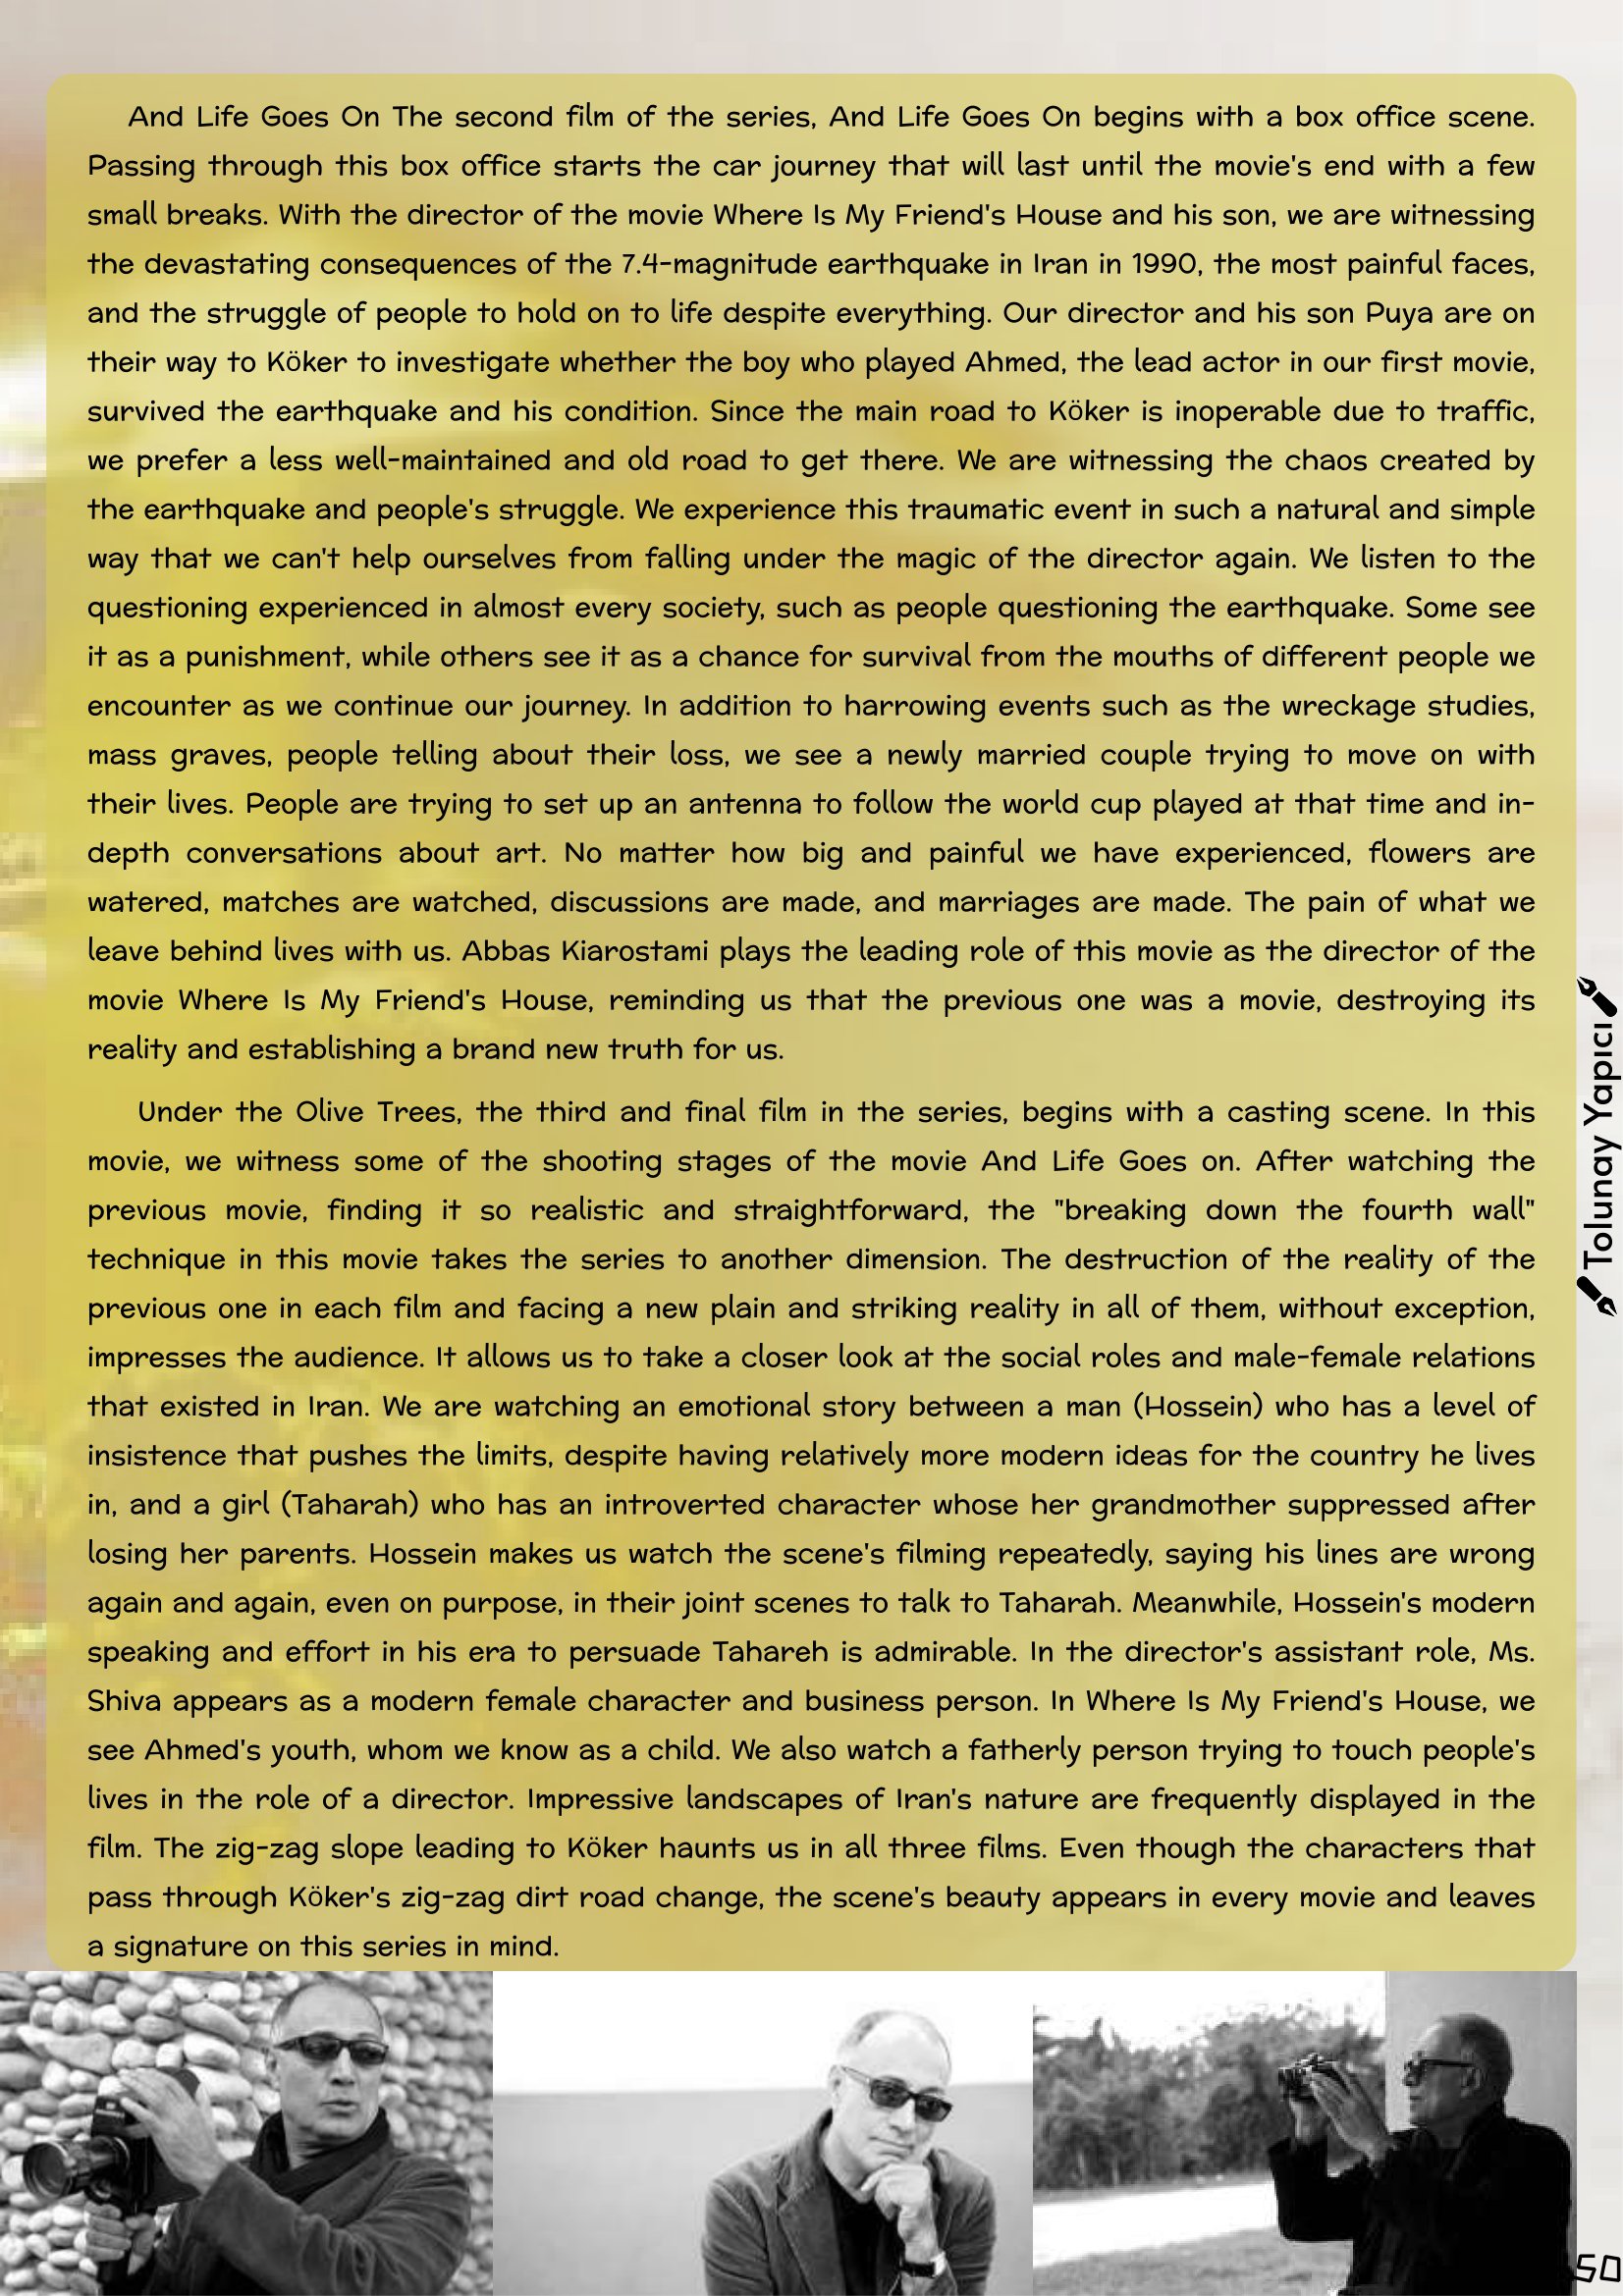 And Life Goes On The second film of the series, And Life Goes On begins with a box office scene.
Passing through this box office starts the car journey that will last until the movie's end with a few
small breaks. With the director of the movie Where Is My Friend's House and his son, we are witnessing
the devastating consequences of the 7.4-magnitude earthquake in Iran in 1990, the most painful faces,
and the struggle of people to hold on to life despite everything. Our director and his son Puya are on
their way to Köker to investigate whether the boy who played Ahmed, the lead actor in our first movie,
survived the earthquake and his condition. Since the main road to Köker is inoperable due to traffic,
we prefer a less well-maintained and old road to get there. We are witnessing the chaos created by
the earthquake and people's struggle. We experience this traumatic event in such a natural and simple
way that we can't help ourselves from falling under the magic of the director again. We listen to the
questioning experienced in almost every society, such as people questioning the earthquake. Some see
it as a punishment, while others see it as a chance for survival from the mouths of different people we
encounter as we continue our journey. In addition to harrowing events such as the wreckage studies,
mass graves, people telling about their loss, we see a newly married couple trying to move on with
their lives. People are trying to set up an antenna to follow the world cup played at that time and in-
depth conversations about art. No matter how big and painful we have experienced, flowers are
watered, matches are watched, discussions are made, and marriages are made. The pain of what we
leave behind lives with us. Abbas Kiarostami plays the leading role of this movie as the director of the
movie Where Is My Friend's House, reminding us that the previous one was a movie, destroying its
reality and establishing a brand new truth for us.
Under the Olive Trees, the third and final film in the series, begins with a casting scene. In this
movie, we witness some of the shooting stages of the movie And Life Goes on. After watching the
previous movie, finding it so realistic and straightforward, the "breaking down the fourth wall"
technique in this movie takes the series to another dimension. The destruction of the reality of the
previous one in each film and facing a new plain and striking reality in all of them, without exception,
impresses the audience. It allows us to take a closer look at the social roles and male-female relations
that existed in Iran. We are watching an emotional story between a man (Hossein) who has a level of
insistence that pushes the limits, despite having relatively more modern ideas for the country he lives
in, and a girl (Taharah) who has an introverted character whose her grandmother suppressed after
losing her parents. Hossein makes us watch the scene's filming repeatedly, saying his lines are wrong
again and again, even on purpose, in their joint scenes to talk to Taharah. Meanwhile, Hossein's modern
speaking and effort in his era to persuade Tahareh is admirable. In the director's assistant role, Ms.
Shiva appears as a modern female character and business person. In Where Is My Friend's House, we
see Ahmed's youth, whom we know as a child. We also watch a fatherly person trying to touch people's
lives in the role of a director. Impressive landscapes of Iran's nature are frequently displayed in the
film. The zig-zag slope leading to Köker haunts us in all three films. Even though the characters that
pass through Köker's zig-zag dirt road change, the scene's beauty appears in every movie and leaves
a signature on this series in mind.
Tolunay Yapıcı
50